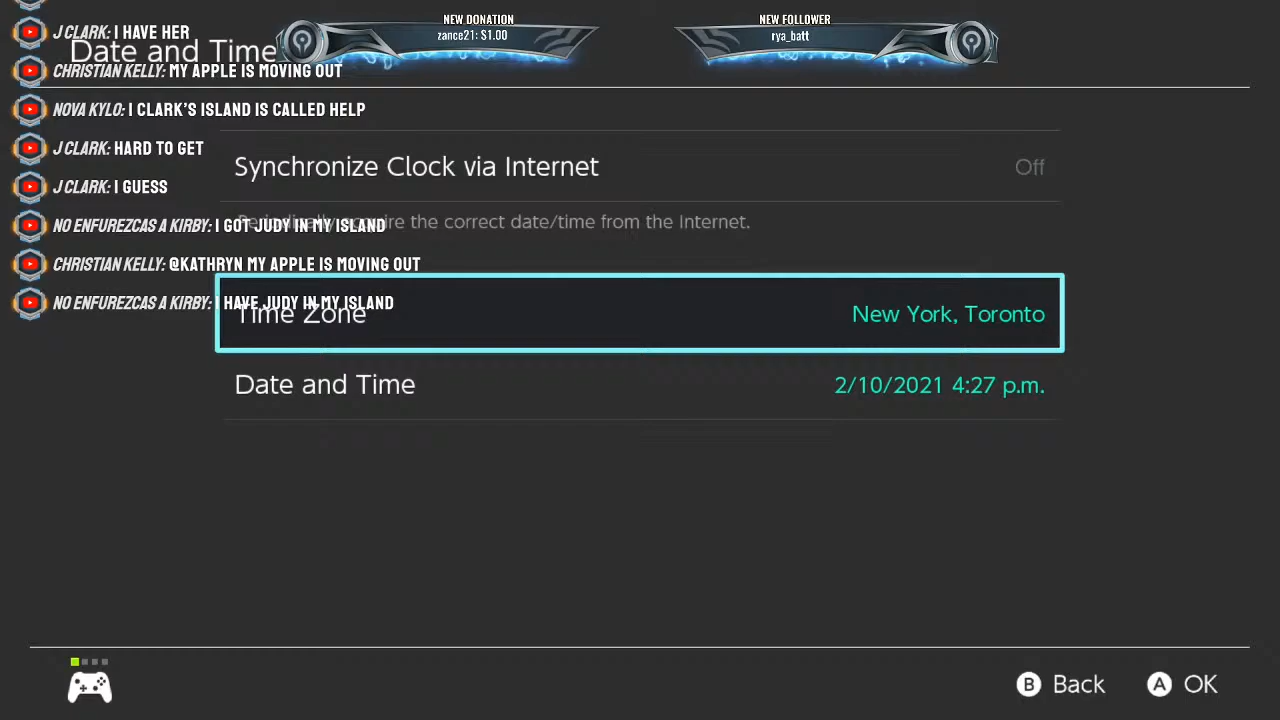 NEW DONATION
zance21: $1.00
NEW FOLLOWER
rya_batt
J CLARK: I HAVE HER
Date and Time
CHRISTIAN KELLY: MY APPLE IS MOVING OUT
NOVA KYLO: I CLARK'S ISLAND IS CALLED HELP
J CLARK: HARD TO GET
Synchronize Clock via Internet
Off
J CLARK: I GUESS
NO ENFUREZCAS A KIRBY: I GOT JUDY IN MY ISLAND
Periodically acquire the correct date/time from the Internet.
CHRISTIAN KELLY: @KATHRYN MY APPLE IS MOVING OUT
NO ENFUREZCAS A KIRBY: I HAVE JUDY IN MY ISLAND
Time Zone
New York, Toronto
Date and Time
2/10/2021 4:27 p.m.
B Back
A OK